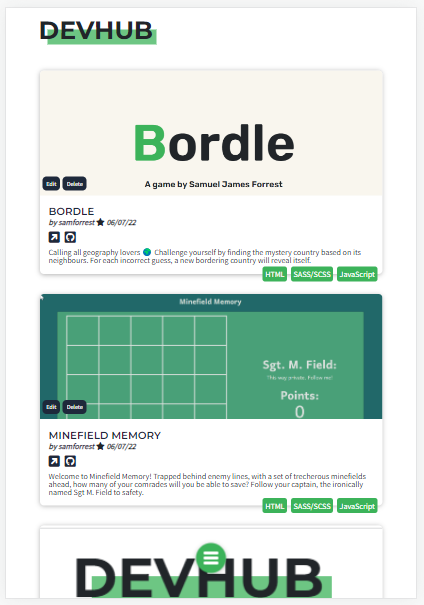 DEVHUB
Bordle
A game by Samuel James Forrest
Edit Delete
BORDLE
by samforrest ★ 06/07/22
Calling all geography lovers 🌍 Challenge yourself by finding the mystery country based on its
neighbours. For each incorrect guess, a new bordering country will reveal itself.
HTML SASS/SCSS JavaScript
Minefield Memory
Sgt. M. Field:
This way private. Follow me!
Points:
0
Edit Delete
MINEFIELD MEMORY
by samforrest ★ 06/07/22
Welcome to Minefield Memory! Trapped behind enemy lines, with a set of trecherous minefields
ahead, how many of your comrades will you be able to save? Follow your captain, the ironically
named Sgt M. Field to safety.
HTML SASS/SCSS JavaScript
DEVHUB